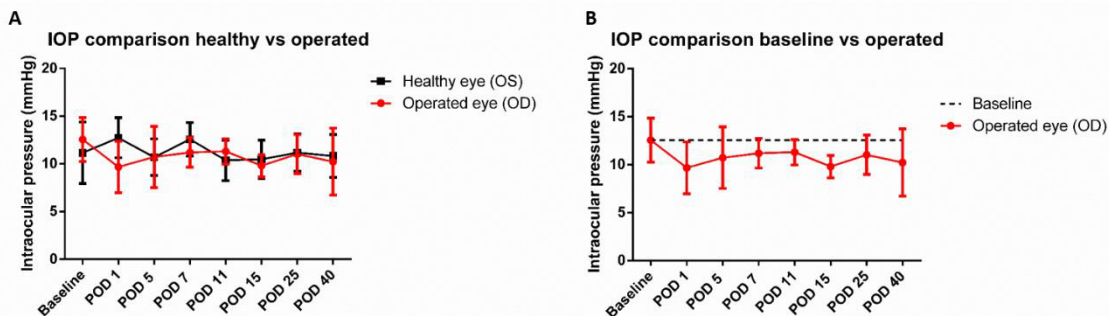 A
IOP comparison healthy vs operated
Intraocular pressure (mmHg)
20
15
10
5
0
Baseline
POD 1
POD 5
POD 7
POD 11
POD 15
POD 25
POD 40
Healthy eye (OS)
Operated eye (OD)
B
IOP comparison baseline vs operated
Intraocular pressure (mmHg)
20
15
10
5
0
Baseline
POD 1
POD 5
POD 7
POD 11
POD 15
POD 25
POD 40
Baseline
Operated eye (OD)